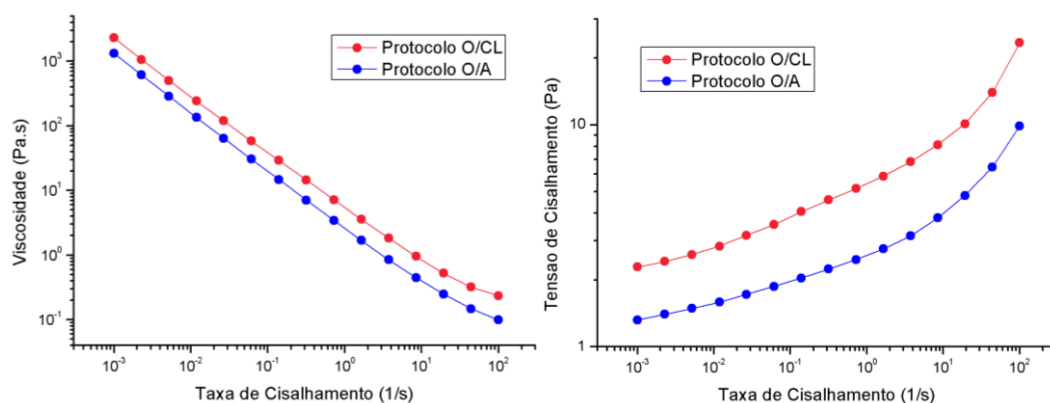 Viscosidade (Pa.s)
10³
10²
10¹
10⁰
10⁻¹
Protocolo O/CL
Protocolo O/A
10⁻³ 10⁻² 10⁻¹ 10⁰ 10¹ 10²
Taxa de Cisalhamento (1/s)
Tensao de Cisalhamento (Pa)
10
1
Protocolo O/CL
Protocolo O/A
10⁻³ 10⁻² 10⁻¹ 10⁰ 10¹ 10²
Taxa de Cisalhamento (1/s)